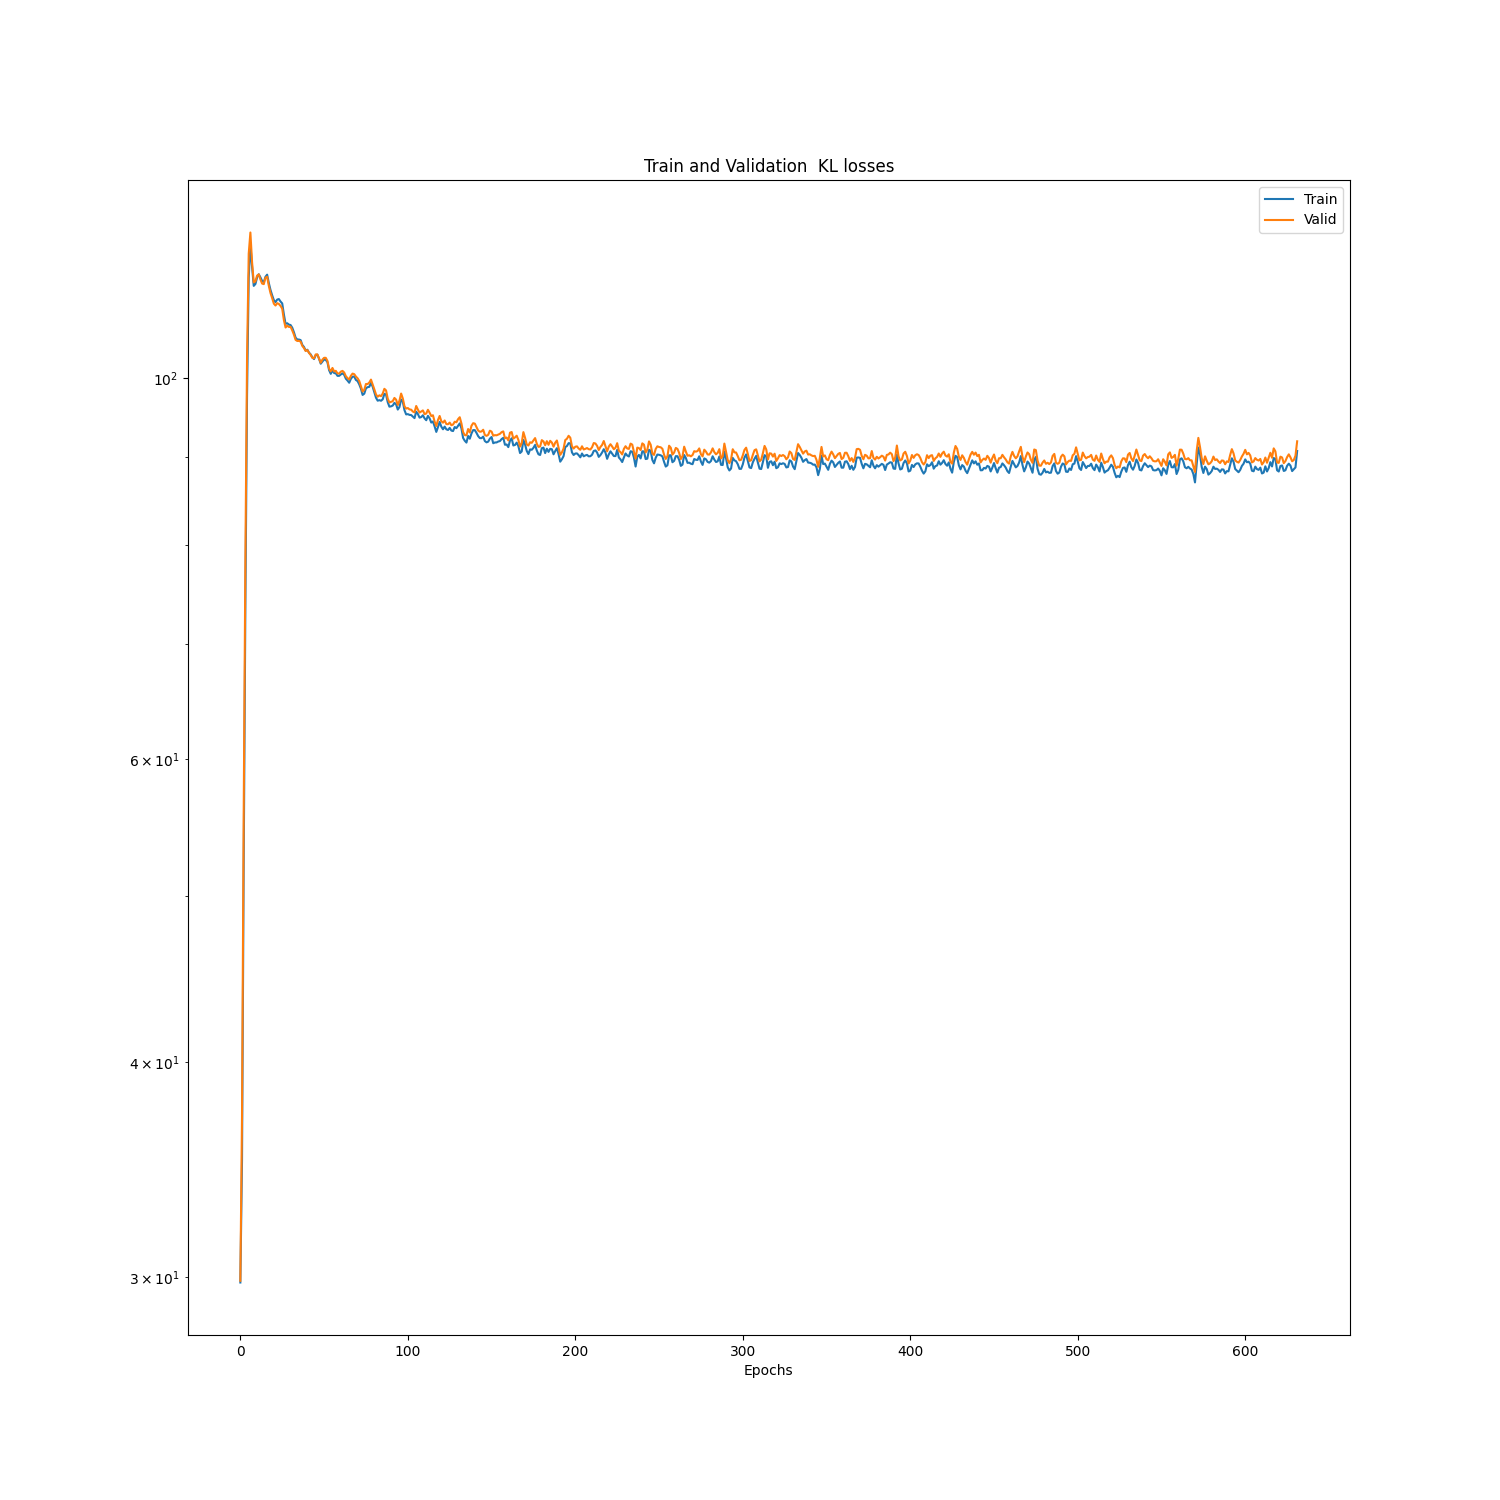 Train and Validation  KL losses
Train
Valid
10²
6 × 10¹
4 × 10¹
3 × 10¹
0 100 200 300 400 500 600
Epochs